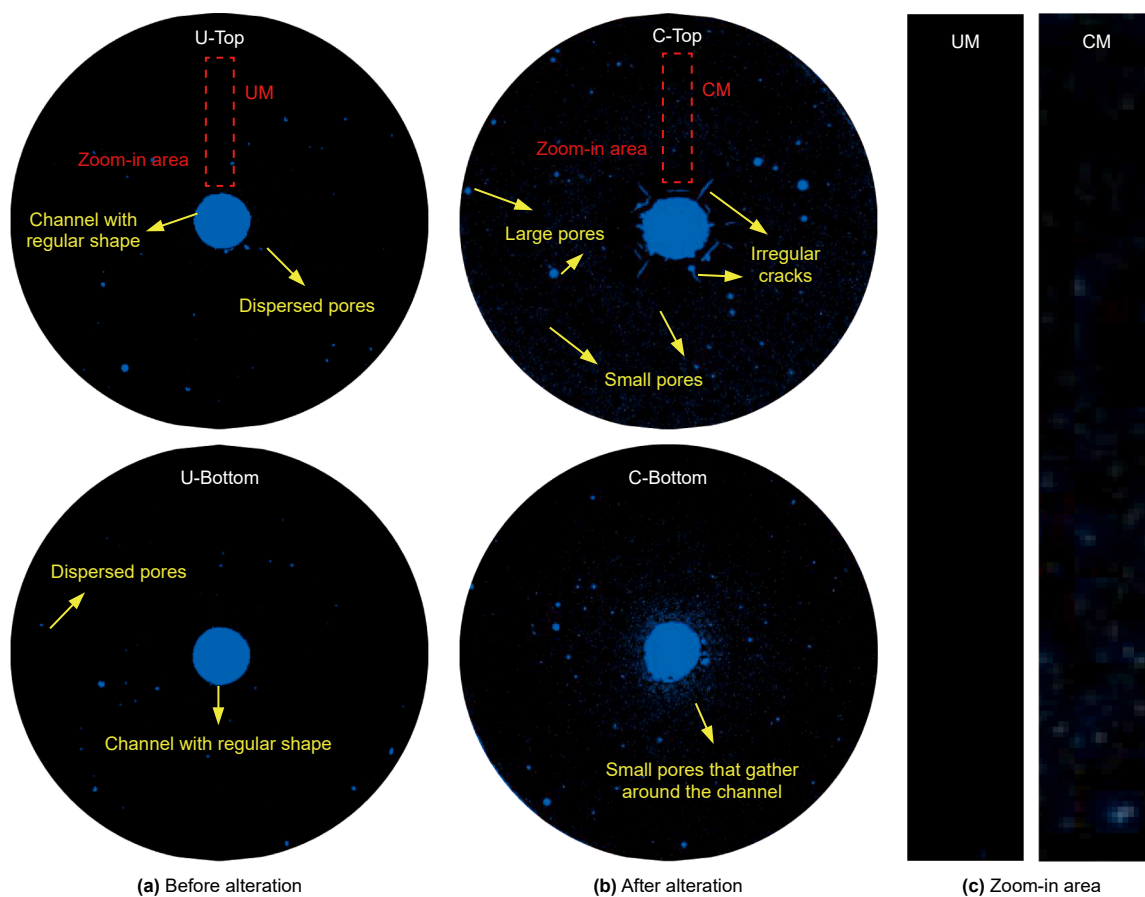 U-Top
UM
Zoom-in area
Channel with
regular shape
Dispersed pores
C-Top
CM
Zoom-in area
Large pores
Irregular
cracks
Small pores
UM
CM
U-Bottom
Dispersed pores
Channel with regular shape
C-Bottom
Small pores that gather
around the channel
(a) Before alteration
(b) After alteration
(c) Zoom-in area